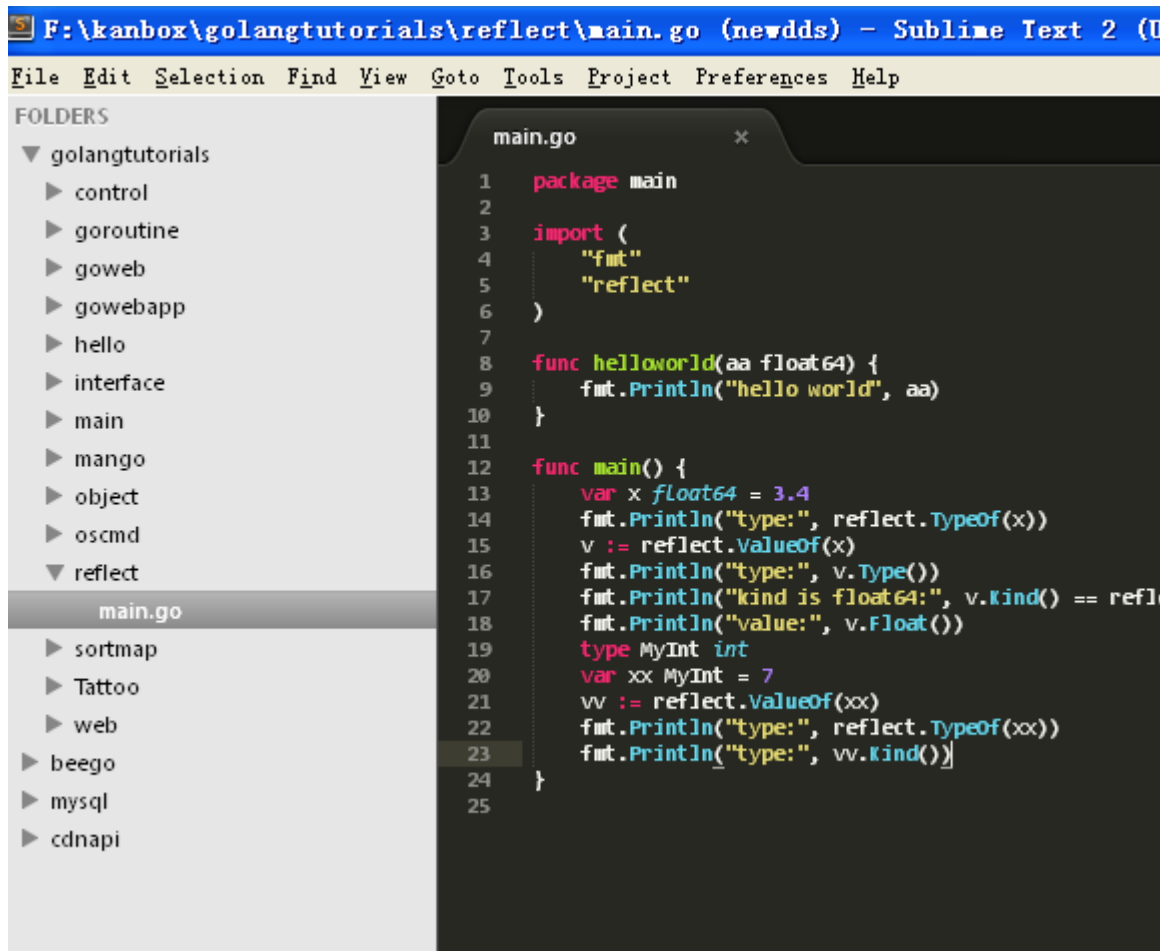 F:\kanbox\golangtutorials\reflect\main.go (newdds) - Sublime Text 2 (U
File Edit Selection Find View Goto Tools Project Preferences Help
FOLDERS
golangtutorials
control
goroutine
goweb
gowebapp
hello
interface
main
mango
object
oscmd
reflect
main.go
sortmap
Tattoo
web
beego
mysql
cdnapi
main.go ×
1 package main
2
3 import (
4 "fmt"
5 "reflect"
6 )
7
8 func helloworld(aa float64) {
9 fmt.Println("hello world", aa)
10 }
11
12 func main() {
13 var x float64 = 3.4
14 fmt.Println("type:", reflect.TypeOf(x))
15 v := reflect.ValueOf(x)
16 fmt.Println("type:", v.Type())
17 fmt.Println("kind is float64:", v.Kind() == refl
18 fmt.Println("value:", v.Float())
19 type MyInt int
20 var xx MyInt = 7
21 vv := reflect.ValueOf(xx)
22 fmt.Println("type:", reflect.TypeOf(xx))
23 fmt.Println("type:", vv.Kind())
24 }
25